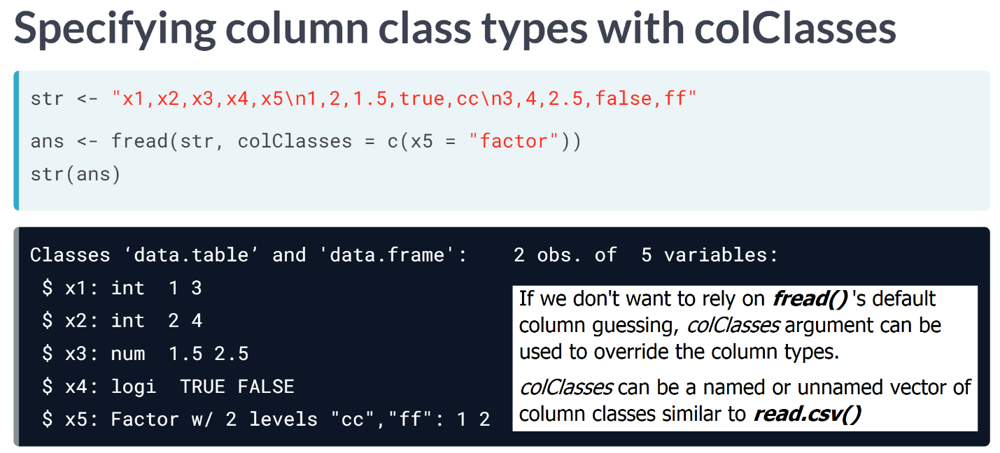 Specifying column class types with colClasses
str <- "x1,x2,x3,x4,x5\n1,2,1.5,true,cc\n3,4,2.5,false,ff"
ans <- fread(str, colClasses = c(x5 = "factor"))
str(ans)
Classes ‘data.table’ and 'data.frame':    2 obs. of  5 variables:
 $ x1: int  1 3
 $ x2: int  2 4
 $ x3: num  1.5 2.5
 $ x4: logi  TRUE FALSE
 $ x5: Factor w/ 2 levels "cc","ff": 1 2
If we don't want to rely on fread() 's default
column guessing, colClasses argument can be
used to override the column types.
colClasses can be a named or unnamed vector of
column classes similar to read.csv()